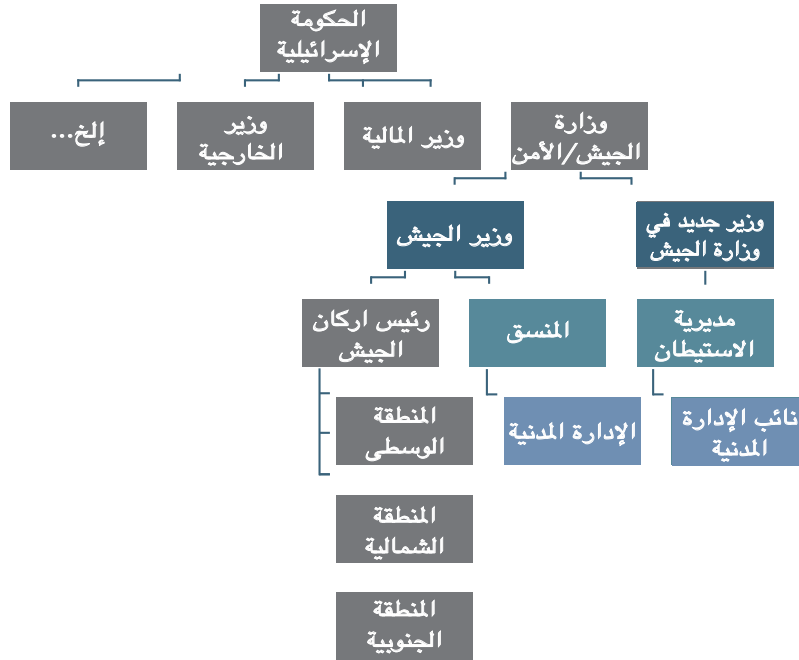 الحكومة
الإسرائيلية
وزارة
الجيش/الأمن
وزير المالية
وزير
الخارجية
إلخ...
وزير جديد في
وزارة الجيش
وزير الجيش
مديرية
الاستيطان
المنسق
رئيس اركان
الجيش
نائب الإدارة
المدنية
الإدارة المدنية
المنطقة
الوسطى
المنطقة
الشمالية
المنطقة
الجنوبية